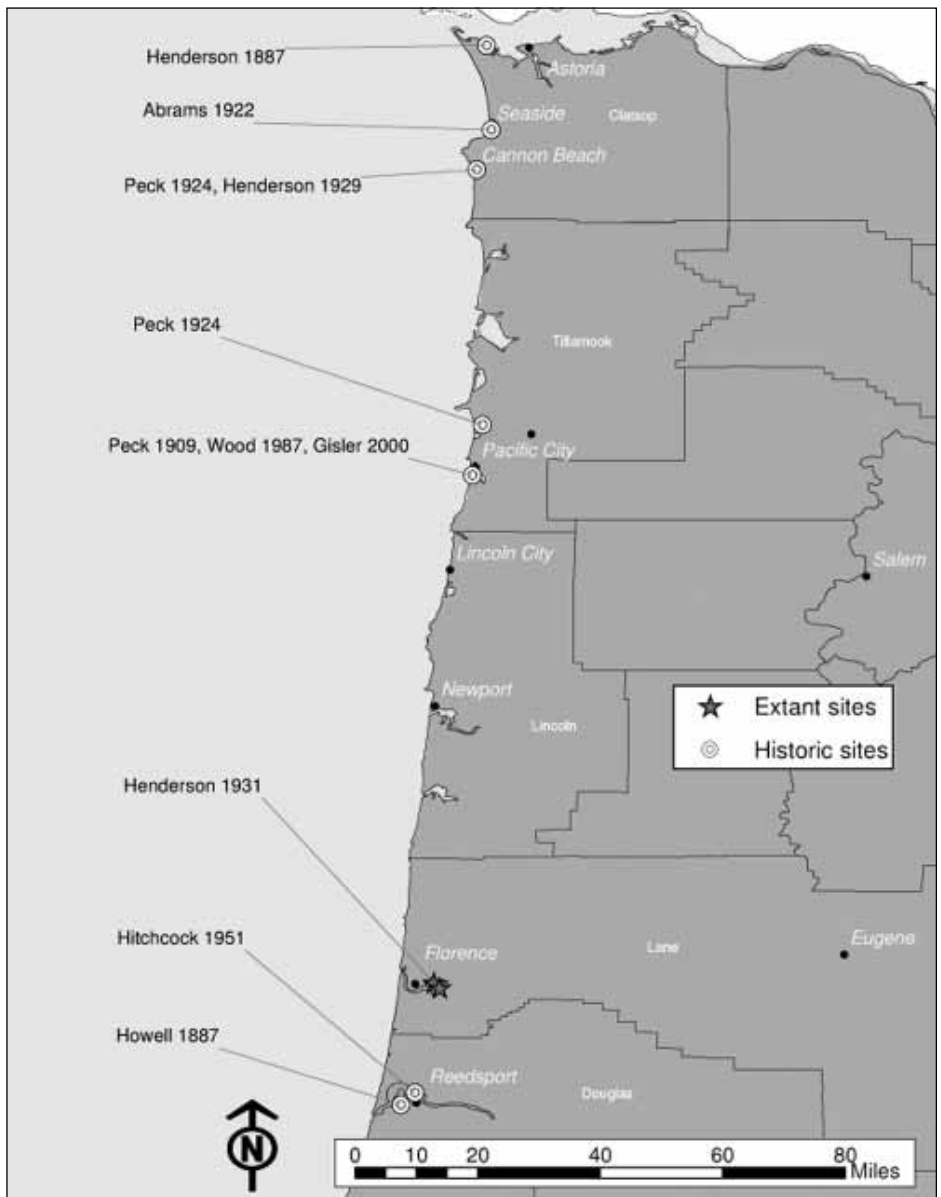 Henderson 1887
Astoria
Abrams 1922
Seaside
Clatsop
Cannon Beach
Peck 1924, Henderson 1929
Peck 1924
Tillamook
Peck 1909, Wood 1987, Gisler 2000
Pacific City
Lincoln City
Salem
Newport
Lincoln
Extant sites
Historic sites
Henderson 1931
Hitchcock 1951
Florence
Lane
Eugene
Howell 1887
Reedsport
Douglas
N
0 10 20 40 60 80
Miles